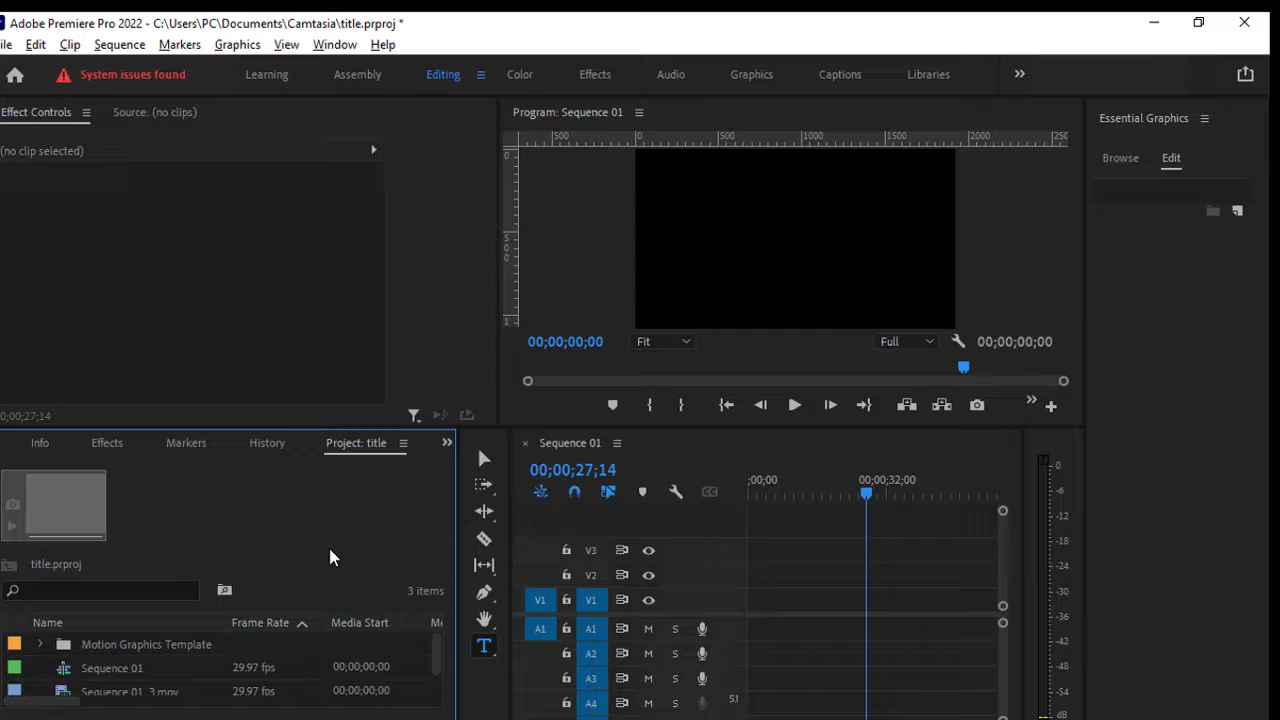 Adobe Premiere Pro 2022 - C:\Users\PC\Documents\Camtasia\title.prproj *
ile Edit Clip Sequence Markers Graphics View Window Help
System issues found Learning Assembly Editing Color Effects Audio Graphics Captions Libraries
Effect Controls Source: (no clips) Program: Sequence 01 Essential Graphics
500 0 500 1000 1500 2000 250
(no clip selected) 0 Browse Edit
5
0
0
1
00;00;00;00 Fit Full 00;00;00;00
0;00;27;14
Info Effects Markers History Project: title Sequence 01
00;00;27;14
;00;00 00;00;32;00
title.prproj
3 items
Name Frame Rate Media Start Me
Motion Graphics Template
Sequence 01 29.97 fps 00;00;00;00
Sequence 01_3.mov 29.97 fps 00:00:00:00
V3
V2
V1 V1
A1 A1 M S
A2 M S
A3 M S
A4 M S
0
-6
-12
-18
-24
-30
-36
-42
-48
-54
dB
T